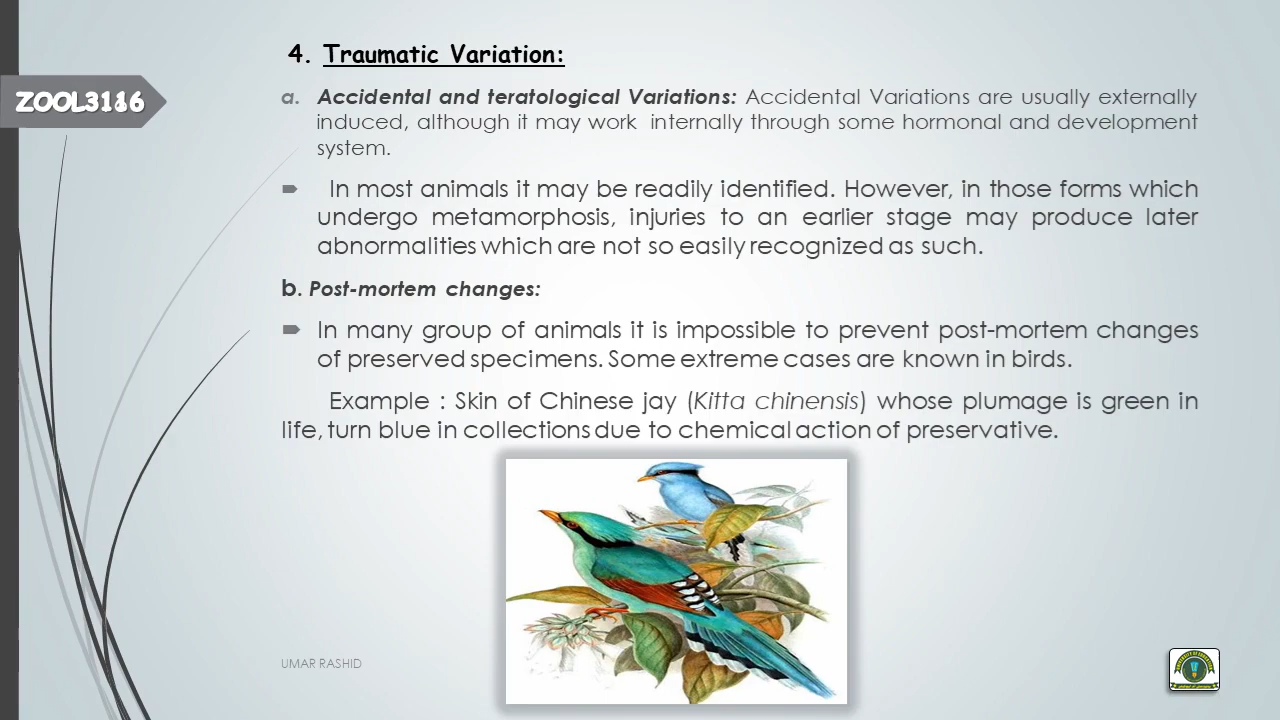 4. Traumatic Variation:
ZOOL3116
a. Accidental and teratological Variations: Accidental Variations are usually externally
induced, although it may work internally through some hormonal and development
system.
In most animals it may be readily identified. However, in those forms which
undergo metamorphosis, injuries to an earlier stage may produce later
abnormalities which are not so easily recognized as such.
b. Post-mortem changes:
In many group of animals it is impossible to prevent post-mortem changes
of preserved specimens. Some extreme cases are known in birds.
Example : Skin of Chinese jay (Kitta chinensis) whose plumage is green in
life, turn blue in collections due to chemical action of preservative.
UMAR RASHID